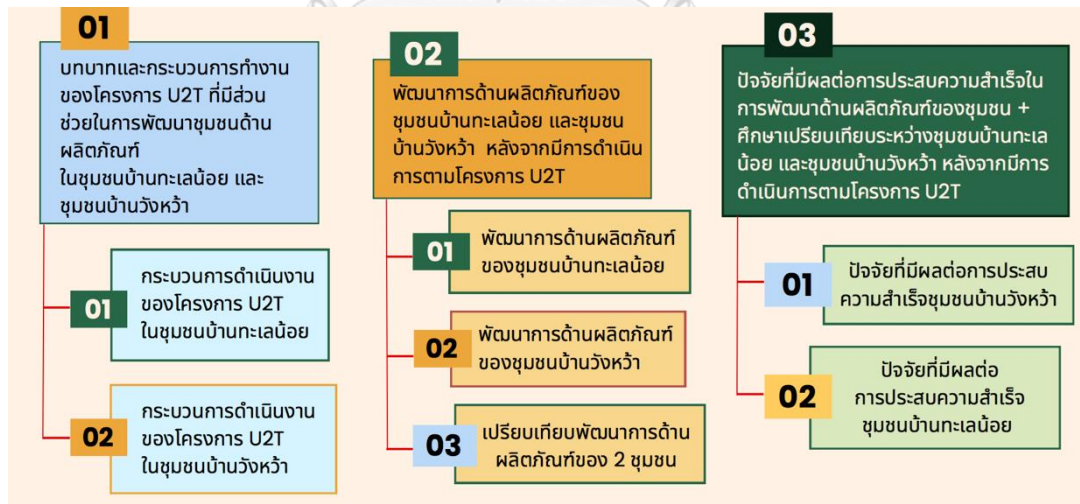 01
บทบาทและกระบวนการทำงาน
ของโครงการ U2T ที่มีส่วน
ช่วยในการพัฒนาชุมชนด้าน
ผลิตภัณฑ์
ในชุมชนบ้านทะเลน้อย และ
ชุมชนบ้านวังหว้า
01
กระบวนการดำเนินงาน
ของโครงการ U2T
ในชุมชนบ้านทะเลน้อย
02
กระบวนการดำเนินงาน
ของโครงการ U2T
ในชุมชนบ้านวังหว้า
02
พัฒนาการด้านผลิตภัณฑ์ของ
ชุมชนบ้านทะเลน้อย และชุมชน
บ้านวังหว้า หลังจากมีการดำเนิน
การตามโครงการ U2T
01
พัฒนาการด้านผลิตภัณฑ์
ของชุมชนบ้านทะเลน้อย
02
พัฒนาการด้านผลิตภัณฑ์
ของชุมชนบ้านวังหว้า
03
เปรียบเทียบพัฒนาการด้าน
ผลิตภัณฑ์ของ 2 ชุมชน
03
ปัจจัยที่มีผลต่อการประสบความสำเร็จใน
การพัฒนาด้านผลิตภัณฑ์ของชุมชน +
ศึกษาเปรียบเทียบระหว่างชุมชนบ้านทะเล
น้อย และชุมชนบ้านวังหว้า หลังจากมีการ
ดำเนินการตามโครงการ U2T
01
ปัจจัยที่มีผลต่อการประสบ
ความสำเร็จชุมชนบ้านวังหว้า
02
ปัจจัยที่มีผลต่อ
การประสบความสำเร็จ
ชุมชนบ้านทะเลน้อย